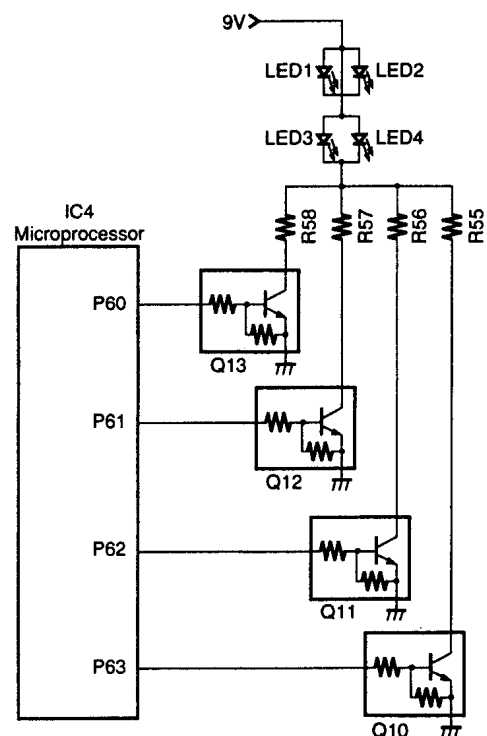 9V
LED1 LED2
LED3 LED4
IC4
Microprocessor
R58 R57 R56 R55
P60
Q13
P61
Q12
P62
Q11
P63
Q10